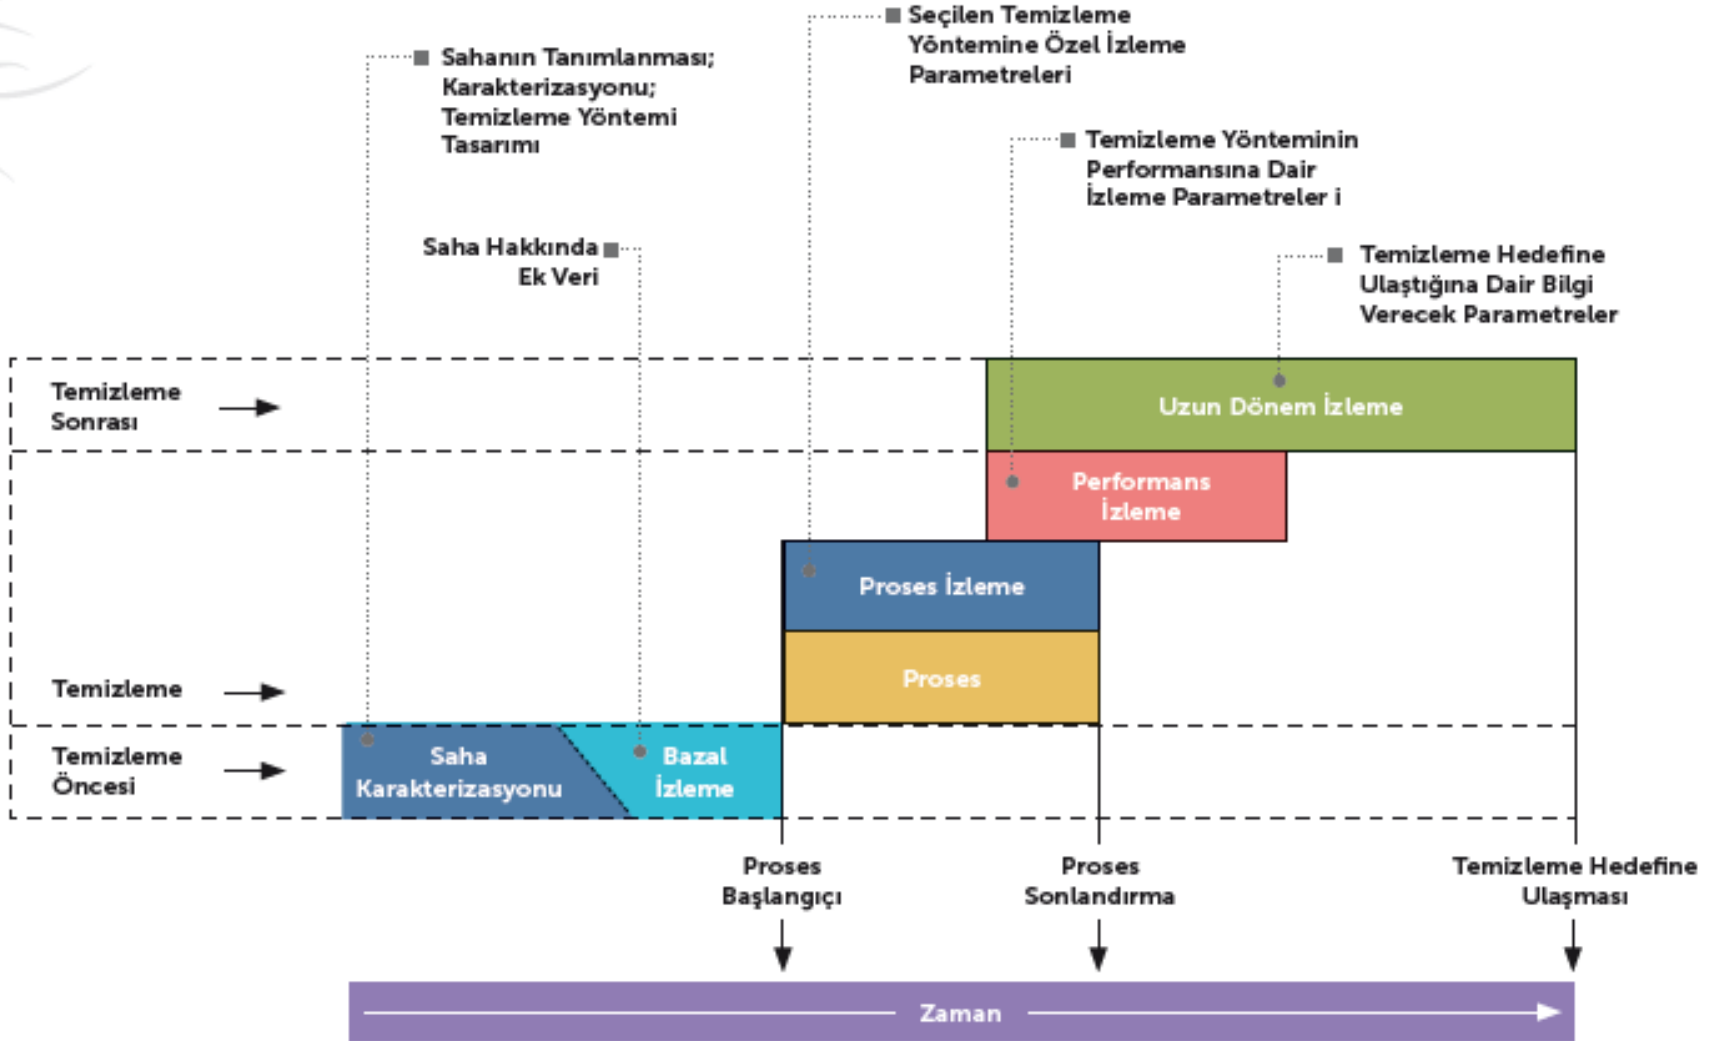 Seçilen Temizleme
Yöntemine Özel İzleme
Parametreleri
Sahanın Tanımlanması;
Karakterizasyonu;
Temizleme Yöntemi
Tasarımı
Temizleme Yönteminin
Performansına Dair
İzleme Parametreler i
Saha Hakkında
Ek Veri
Temizleme Hedefine
Ulaştığına Dair Bilgi
Verecek Parametreler
Temizleme
Sonrası
Uzun Dönem İzleme
Performans
İzleme
Proses İzleme
Proses
Temizleme
Temizleme
Öncesi
Saha
Karakterizasyonu
Bazal
İzleme
Proses
Başlangıçı
Proses
Sonlandırma
Temizleme Hedefine
Ulaşması
Zaman